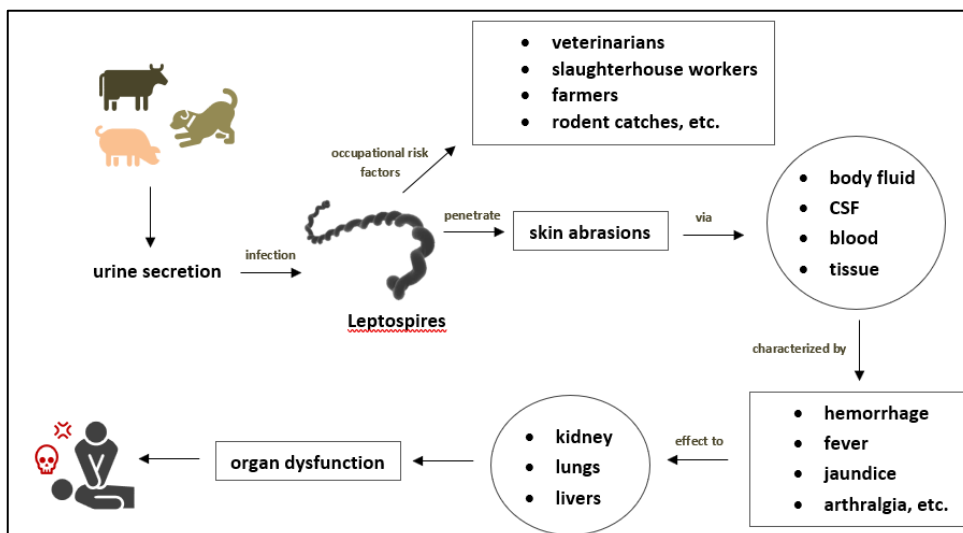 • veterinarians
• slaughterhouse workers
• farmers
• rodent catches, etc.
occupational risk
factors
urine secretion
infection
Leptospires
penetrate
skin abrasions
via
• body fluid
• CSF
• blood
• tissue
characterized by
• hemorrhage
• fever
• jaundice
• arthralgia, etc.
effect to
• kidney
• lungs
• livers
organ dysfunction